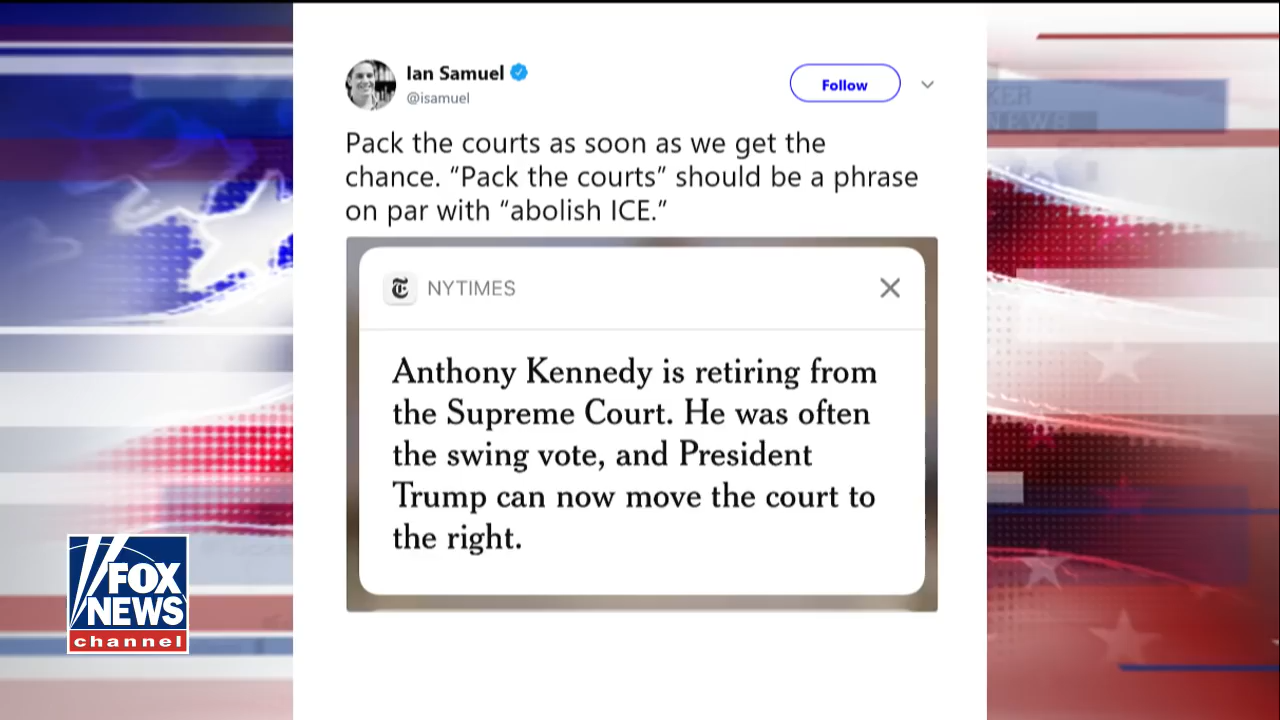 Ian Samuel
@isamuel
Follow
Pack the courts as soon as we get the
chance. “Pack the courts” should be a phrase
on par with “abolish ICE.”
NYTIMES
Anthony Kennedy is retiring from
the Supreme Court. He was often
the swing vote, and President
Trump can now move the court to
the right.
FOX
NEWS
channel
NEWS